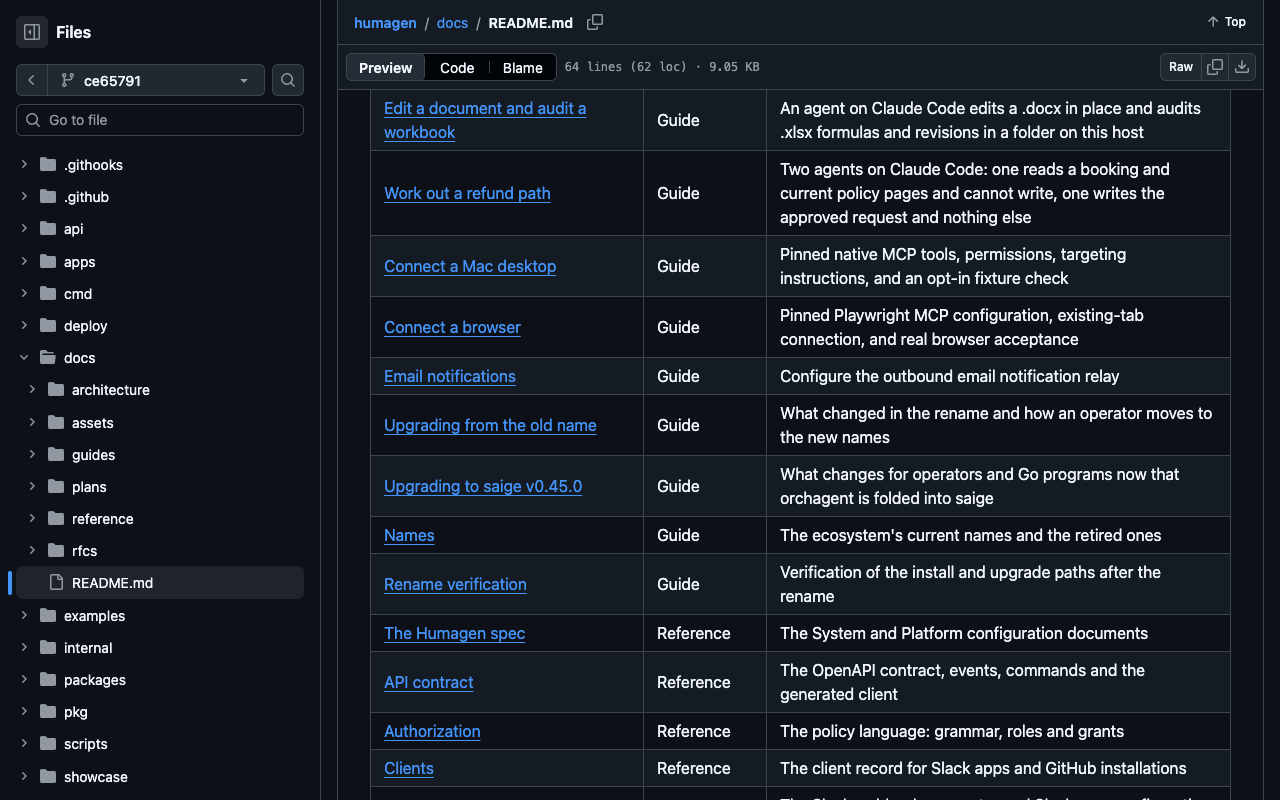 Files
humagen / docs / README.md
Top
ce65791
Preview Code Blame 64 lines (62 loc) · 9.05 KB
Raw
Go to file
.githooks
.github
api
apps
cmd
deploy
docs
architecture
assets
guides
plans
reference
rfcs
README.md
examples
internal
packages
pkg
scripts
showcase
Edit a document and audit a
workbook
Guide
An agent on Claude Code edits a .docx in place and audits
.xlsx formulas and revisions in a folder on this host
Work out a refund path
Guide
Two agents on Claude Code: one reads a booking and
current policy pages and cannot write, one writes the
approved request and nothing else
Connect a Mac desktop
Guide
Pinned native MCP tools, permissions, targeting
instructions, and an opt-in fixture check
Connect a browser
Guide
Pinned Playwright MCP configuration, existing-tab
connection, and real browser acceptance
Email notifications
Guide
Configure the outbound email notification relay
Upgrading from the old name
Guide
What changed in the rename and how an operator moves to
the new names
Upgrading to saige v0.45.0
Guide
What changes for operators and Go programs now that
orchagent is folded into saige
Names
Guide
The ecosystem's current names and the retired ones
Rename verification
Guide
Verification of the install and upgrade paths after the
rename
The Humagen spec
Reference
The System and Platform configuration documents
API contract
Reference
The OpenAPI contract, events, commands and the
generated client
Authorization
Reference
The policy language: grammar, roles and grants
Clients
Reference
The client record for Slack apps and GitHub installations